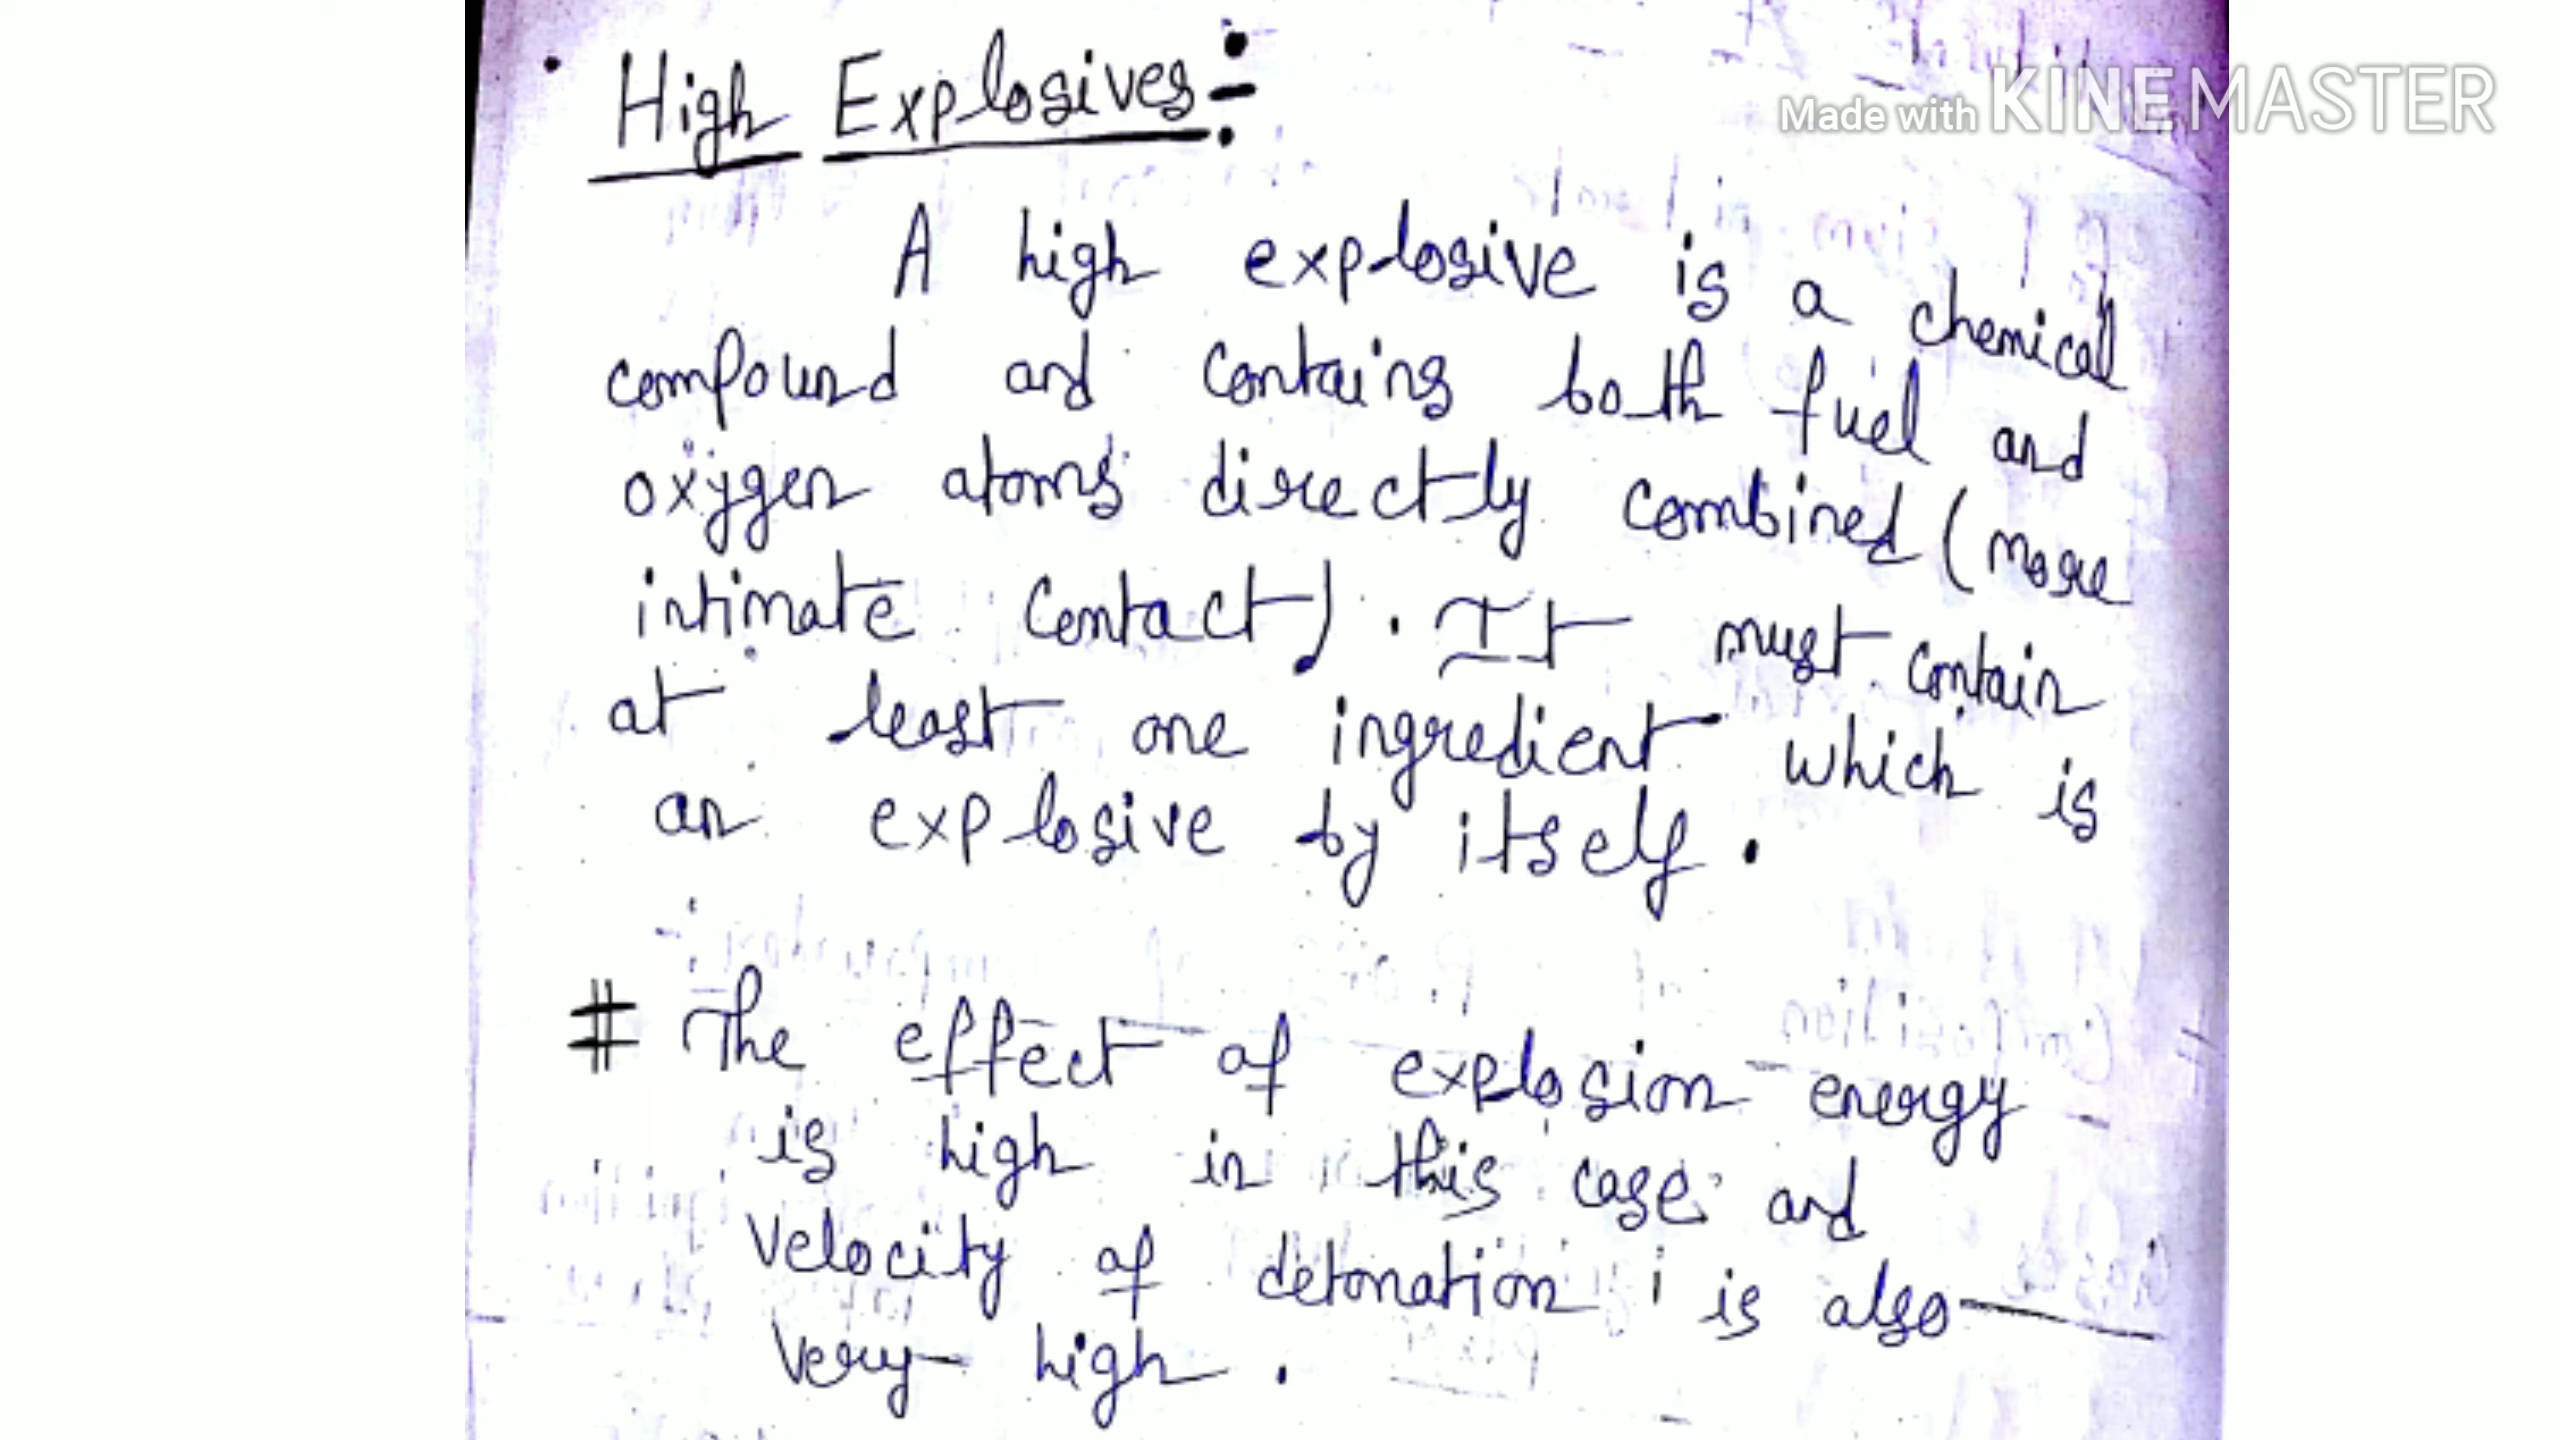 Made with KINEMASTER
• High Explosives:-
A high explosive is a chemical
compound and contains both fuel and
oxygen atoms directly combined (more
intimate contact). It must contain
at least one ingredient which is
an explosive by itself.
# The effect of explosion energy
is high in this case and
velocity of detonation is also
very high.